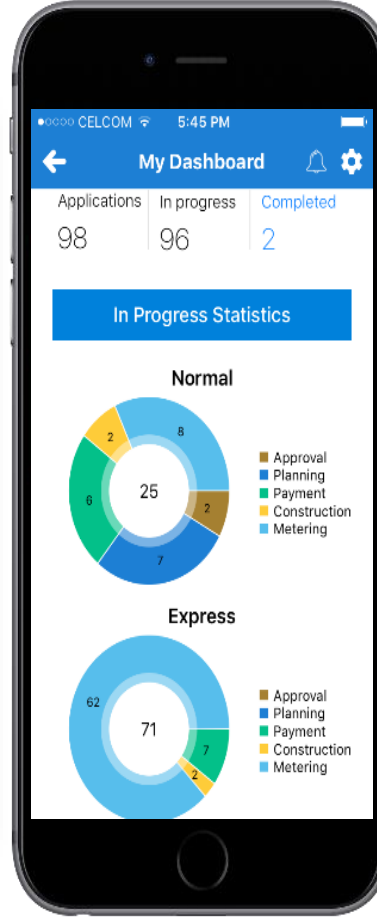 CELCOM 5:45 PM
My Dashboard
Applications In progress Completed
98 96 2
In Progress Statistics
Normal
8
2
6
25
2
7
Approval
Planning
Payment
Construction
Metering
Express
62
71
7
2
Approval
Planning
Payment
Construction
Metering